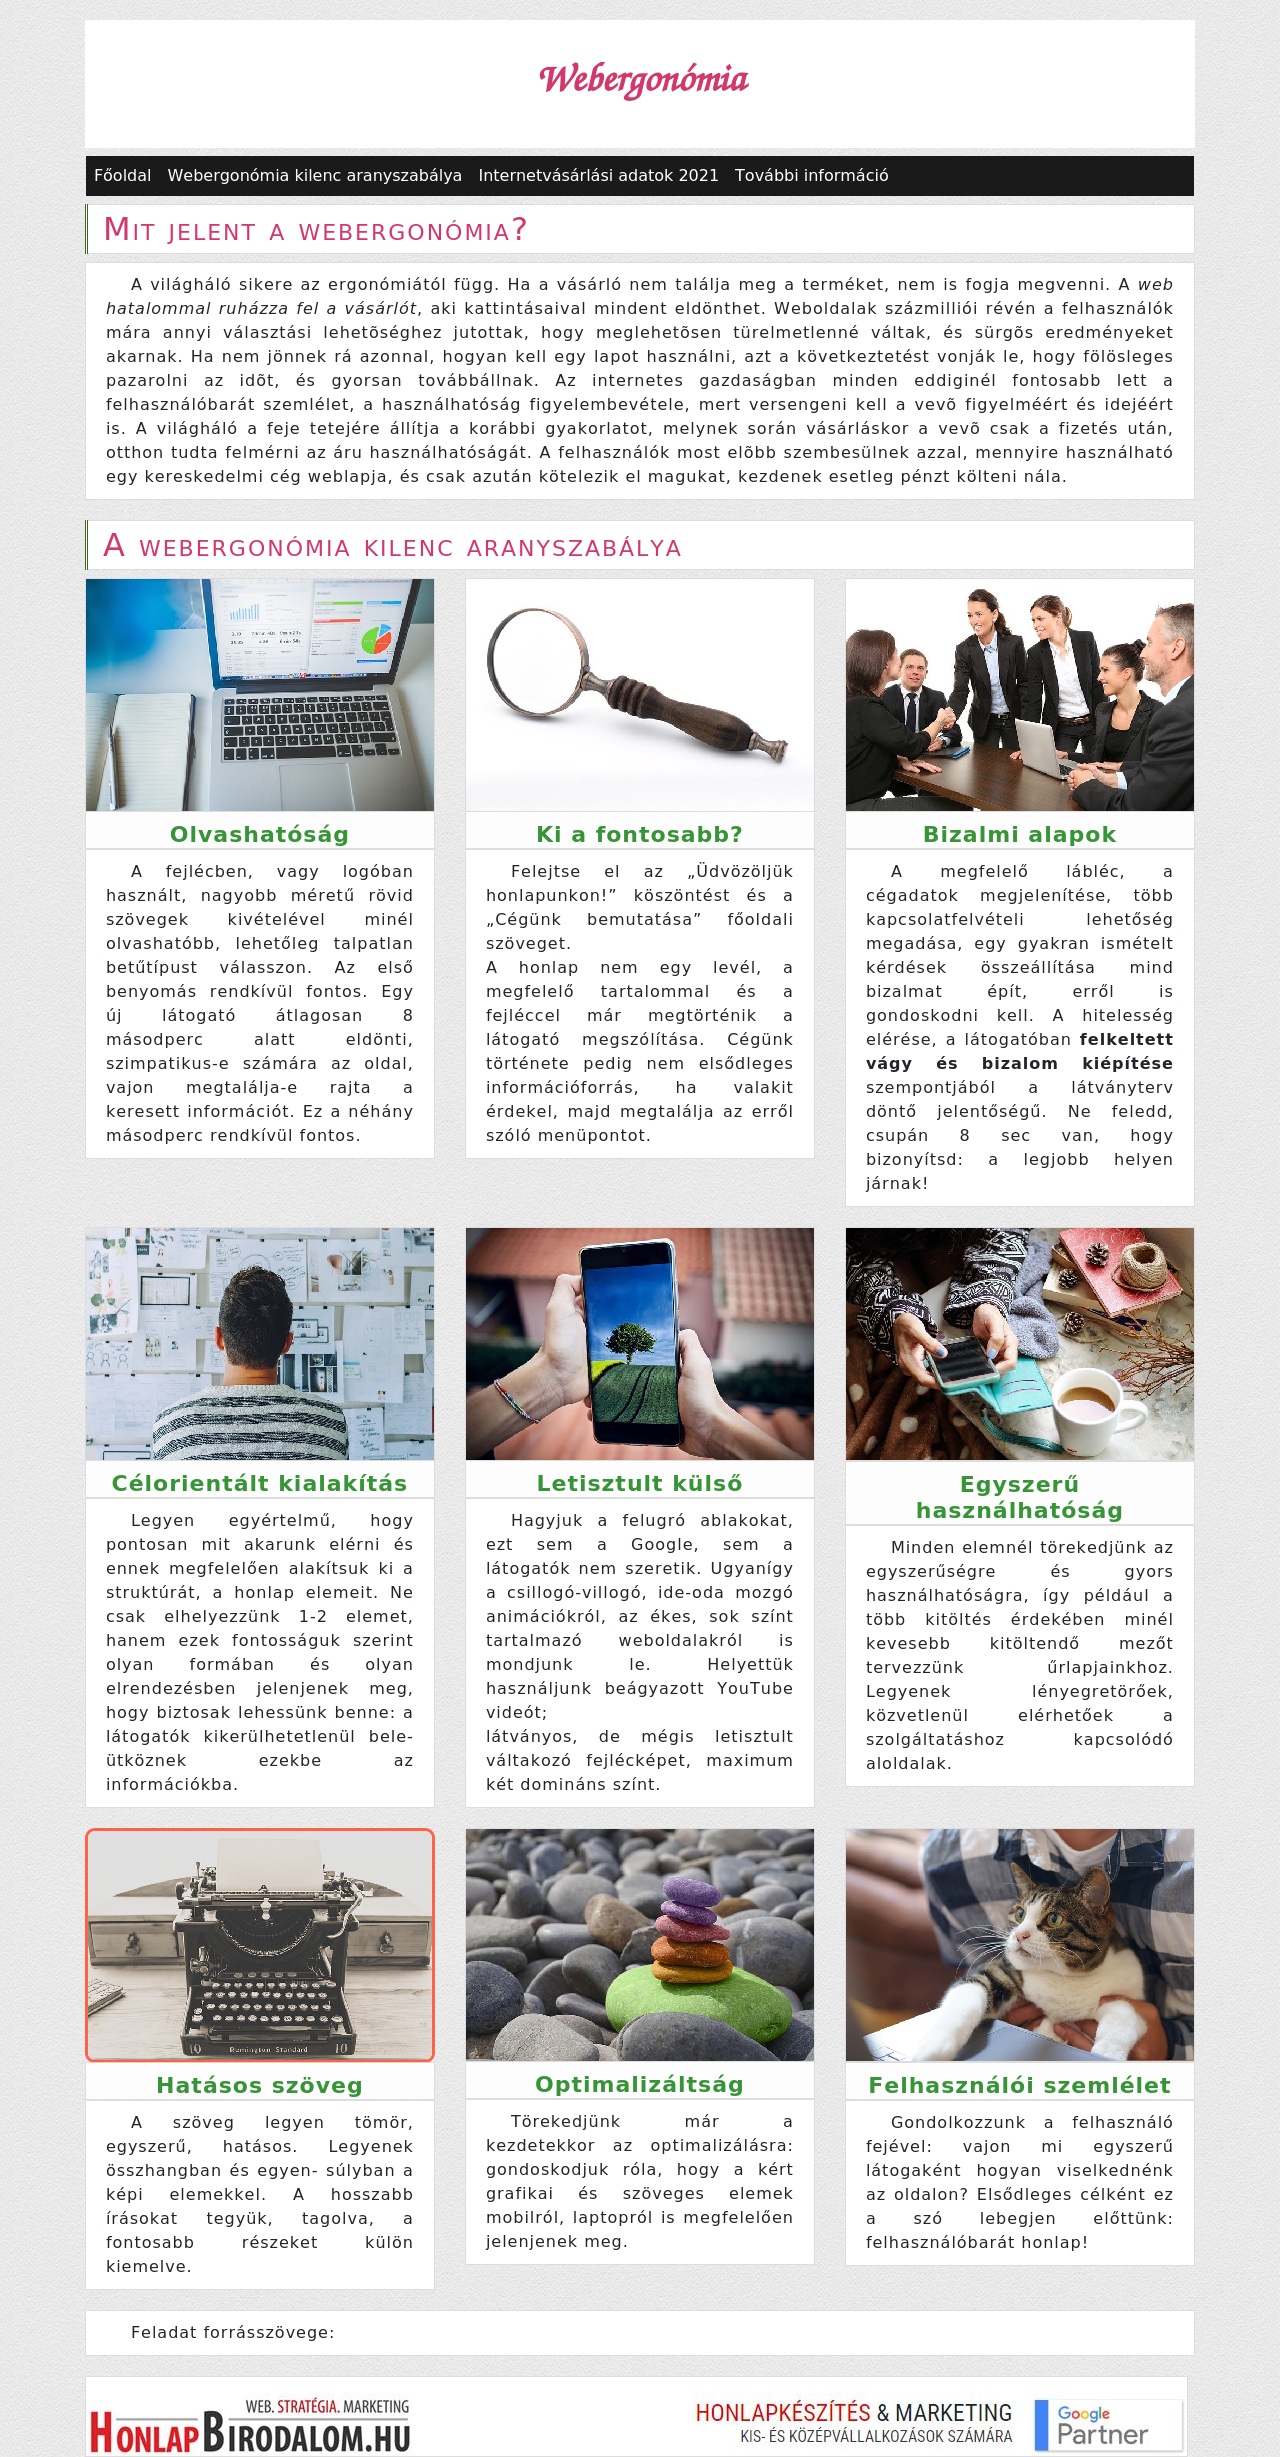 Webergonómia
Főoldal Webergonómia kilenc aranyszabálya Internetvásárlási adatok 2021 További információ
Mit jelent a webergonómia?
A világháló sikere az ergonómiától függ. Ha a vásárló nem találja meg a terméket, nem is fogja megvenni. A web
hatalommal ruházza fel a vásárlót, aki kattintásaival mindent eldönthet. Weboldalak százmilliói révén a felhasználók
mára annyi választási lehetõséghez jutottak, hogy meglehetõsen türelmetlenné váltak, és sürgõs eredményeket
akarnak. Ha nem jönnek rá azonnal, hogyan kell egy lapot használni, azt a következtetést vonják le, hogy fölösleges
pazarolni az idõt, és gyorsan továbbállnak. Az internetes gazdaságban minden eddiginél fontosabb lett a
felhasználóbarát szemlélet, a használhatóság figyelembevétele, mert versengeni kell a vevõ figyelméért és idejéért
is. A világháló a feje tetejére állítja a korábbi gyakorlatot, melynek során vásárláskor a vevõ csak a fizetés után,
otthon tudta felmérni az áru használhatóságát. A felhasználók most elõbb szembesülnek azzal, mennyire használható
egy kereskedelmi cég weblapja, és csak azután kötelezik el magukat, kezdenek esetleg pénzt költeni nála.
A webergonómia kilenc aranyszabálya
Olvashatóság
A fejlécben, vagy logóban
használt, nagyobb méretű rövid
szövegek kivételével minél
olvashatóbb, lehetőleg talpatlan
betűtípust válasszon. Az első
benyomás rendkívül fontos. Egy
új látogató átlagosan 8
másodperc alatt eldönti,
szimpatikus-e számára az oldal,
vajon megtalálja-e rajta a
keresett információt. Ez a néhány
másodperc rendkívül fontos.
Ki a fontosabb?
Felejtse el az „Üdvözöljük
honlapunkon!” köszöntést és a
„Cégünk bemutatása” főoldali
szöveget.
A honlap nem egy levél, a
megfelelő tartalommal és a
fejléccel már megtörténik a
látogató megszólítása. Cégünk
története pedig nem elsődleges
információforrás, ha valakit
érdekel, majd megtalálja az erről
szóló menüpontot.
Bizalmi alapok
A megfelelő lábléc, a
cégadatok megjelenítése, több
kapcsolatfelvételi lehetőség
megadása, egy gyakran ismételt
kérdések összeállítása mind
bizalmat épít, erről is
gondoskodni kell. A hitelesség
elérése, a látogatóban felkeltett
vágy és bizalom kiépítése
szempontjából a látványterv
döntő jelentőségű. Ne feledd,
csupán 8 sec van, hogy
bizonyítsd: a legjobb helyen
járnak!
Célorientált kialakítás
Legyen egyértelmű, hogy
pontosan mit akarunk elérni és
ennek megfelelően alakítsuk ki a
struktúrát, a honlap elemeit. Ne
csak elhelyezzünk 1-2 elemet,
hanem ezek fontosságuk szerint
olyan formában és olyan
elrendezésben jelenjenek meg,
hogy biztosak lehessünk benne: a
látogatók kikerülhetetlenül bele-
ütköznek ezekbe az
információkba.
Letisztult külső
Hagyjuk a felugró ablakokat,
ezt sem a Google, sem a
látogatók nem szeretik. Ugyanígy
a csillogó-villogó, ide-oda mozgó
animációkról, az ékes, sok színt
tartalmazó weboldalakról is
mondjunk le. Helyettük
használjunk beágyazott YouTube
videót;
látványos, de mégis letisztult
váltakozó fejlécképet, maximum
két domináns színt.
Egyszerű
használhatóság
Minden elemnél törekedjünk az
egyszerűségre és gyors
használhatóságra, így például a
több kitöltés érdekében minél
kevesebb kitöltendő mezőt
tervezzünk űrlapjainkhoz.
Legyenek lényegretörőek,
közvetlenül elérhetőek a
szolgáltatáshoz kapcsolódó
aloldalak.
Remington Standard
Hatásos szöveg
A szöveg legyen tömör,
egyszerű, hatásos. Legyenek
összhangban és egyen- súlyban a
képi elemekkel. A hosszabb
írásokat tegyük, tagolva, a
fontosabb részeket külön
kiemelve.
Optimalizáltság
Törekedjünk már a
kezdetekkor az optimalizálásra:
gondoskodjuk róla, hogy a kért
grafikai és szöveges elemek
mobilról, laptopról is megfelelően
jelenjenek meg.
Felhasználói szemlélet
Gondolkozzunk a felhasználó
fejével: vajon mi egyszerű
látogaként hogyan viselkednénk
az oldalon? Elsődleges célként ez
a szó lebegjen előttünk:
felhasználóbarát honlap!
Feladat forrásszövege:
WEB. STRATÉGIA. MARKETING
HONLAPBIRODALOM.HU
HONLAPKÉSZÍTÉS & MARKETING
KIS- ÉS KÖZÉPVÁLLALKOZÁSOK SZÁMÁRA
Google
Partner